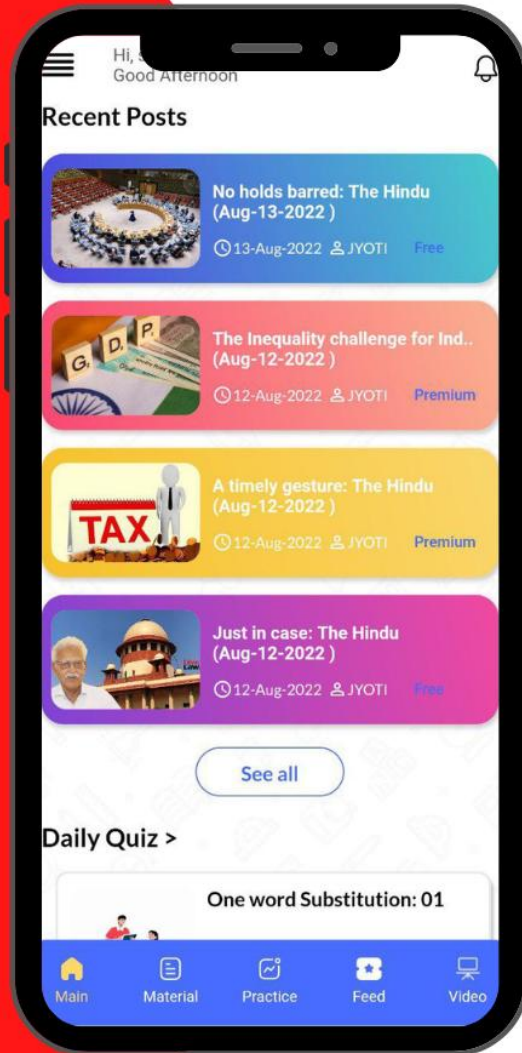 Hi,
Good Afternoon
Recent Posts
No holds barred: The Hindu
(Aug-13-2022 )
13-Aug-2022 JYOTI Free
G D P
The Inequality challenge for Ind..
(Aug-12-2022 )
12-Aug-2022 JYOTI Premium
TAX
A timely gesture: The Hindu
(Aug-12-2022 )
12-Aug-2022 JYOTI Premium
Just in case: The Hindu
(Aug-12-2022 )
12-Aug-2022 JYOTI Free
See all
Daily Quiz >
One word Substitution: 01
Main Material Practice Feed Video